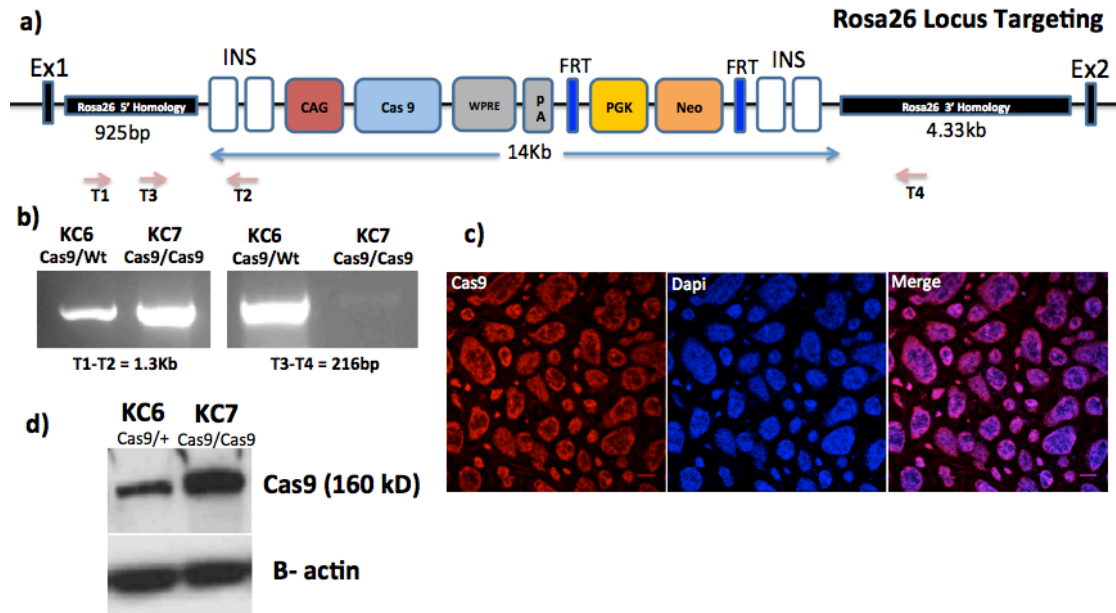 a)
Rosa26 Locus Targeting
Ex1
INS
FRT
FRT
INS
Ex2
Rosa26 5' Homology
CAG
Cas 9
WPRE
p
A
PGK
Neo
Rosa26 3' Homology
925bp
14Kb
4.33kb
T1
T3
T2
T4
b)
KC6
Cas9/Wt
KC7
Cas9/Cas9
KC6
Cas9/Wt
KC7
Cas9/Cas9
T1-T2 = 1.3Kb
T3-T4 = 216bp
c)
Cas9
Dapi
Merge
d)
KC6
Cas9/+
KC7
Cas9/Cas9
Cas9 (160 kD)
B- actin